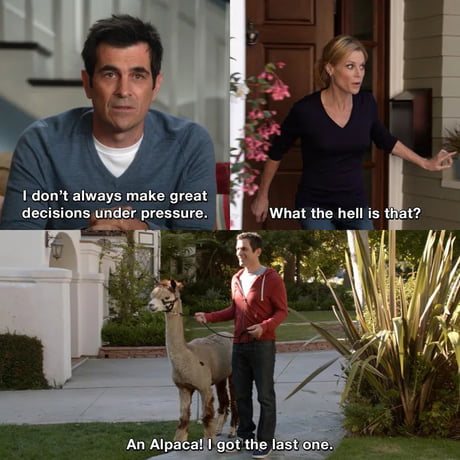 I don't always make great
decisions under pressure.
What the hell is that?
An Alpaca! I got the last one.